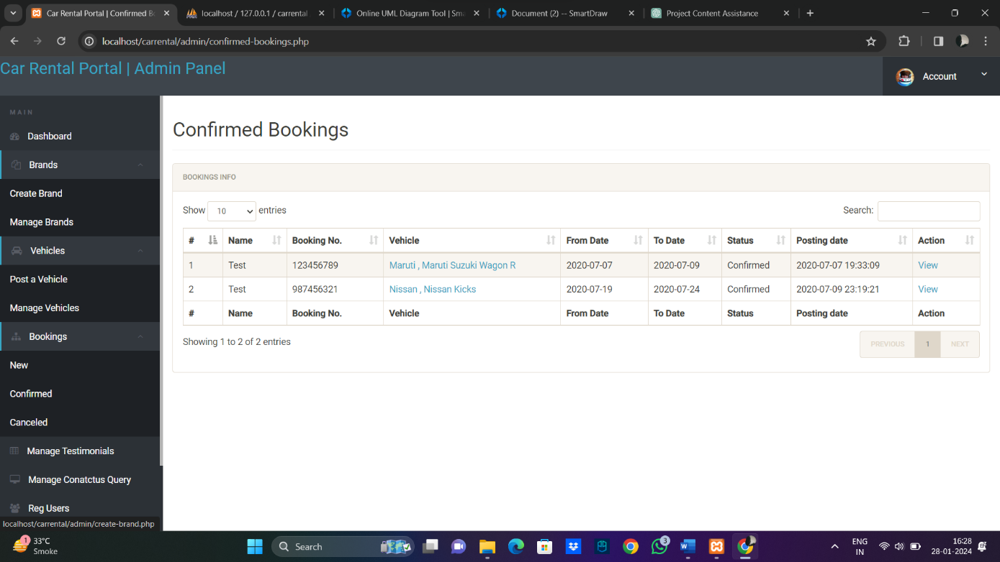 Car Rental Portal | Confirmed Bo
localhost / 127.0.0.1 / carrental
Online UML Diagram Tool | Sma
Document (2) -- SmartDraw
Project Content Assistance
localhost/carrental/admin/confirmed-bookings.php
Car Rental Portal | Admin Panel
Account
MAIN
Dashboard
Brands
Create Brand
Manage Brands
Vehicles
Post a Vehicle
Manage Vehicles
Bookings
New
Confirmed
Canceled
Manage Testimonials
Manage Conatctus Query
Reg Users
localhost/carrental/admin/create-brand.php
Confirmed Bookings
BOOKINGS INFO
Show 10 entries
Search:
# Name Booking No. Vehicle From Date To Date Status Posting date Action
1 Test 123456789 Maruti , Maruti Suzuki Wagon R 2020-07-07 2020-07-09 Confirmed 2020-07-07 19:33:09 View
2 Test 987456321 Nissan , Nissan Kicks 2020-07-19 2020-07-24 Confirmed 2020-07-09 23:19:21 View
# Name Booking No. Vehicle From Date To Date Status Posting date Action
Showing 1 to 2 of 2 entries
PREVIOUS 1 NEXT
1
33°C
Smoke
Search
3
ENG
IN
16:28
28-01-2024